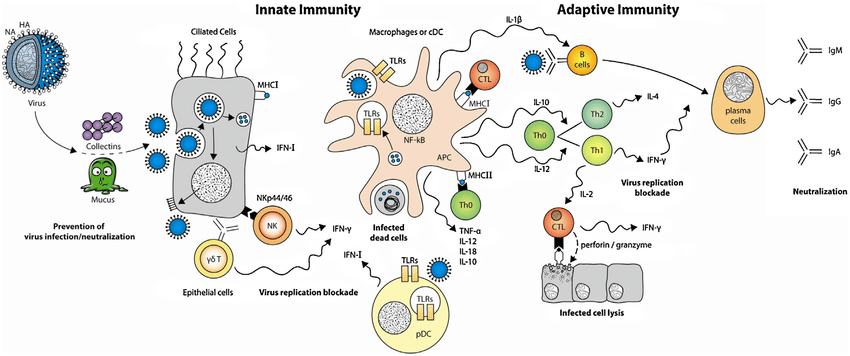 Innate Immunity
Adaptive Immunity
NA
HA
Virus
Collectins
Mucus
Prevention of
virus infection/neutralization
Ciliated Cells
MHCI
IFN-I
NKp44/46
NK
IFN-γ
γδ T
Epithelial cells
Virus replication blockade
Macrophages or cDC
TLRs
TLRs
NF-kB
APC
Infected
dead cells
IL-1β
CTL
MHCI
MHCII
Th0
TNF-α
IL-12
IL-18
IL-10
IFN-I
TLRs
TLRs
pDC
B
cells
IL-10
IL-12
Th0
Th2
Th1
IL-4
IFN-γ
Virus replication
blockade
IL-2
CTL
IFN-γ
perforin / granzyme
Infected cell lysis
plasma
cells
IgM
IgG
IgA
Neutralization